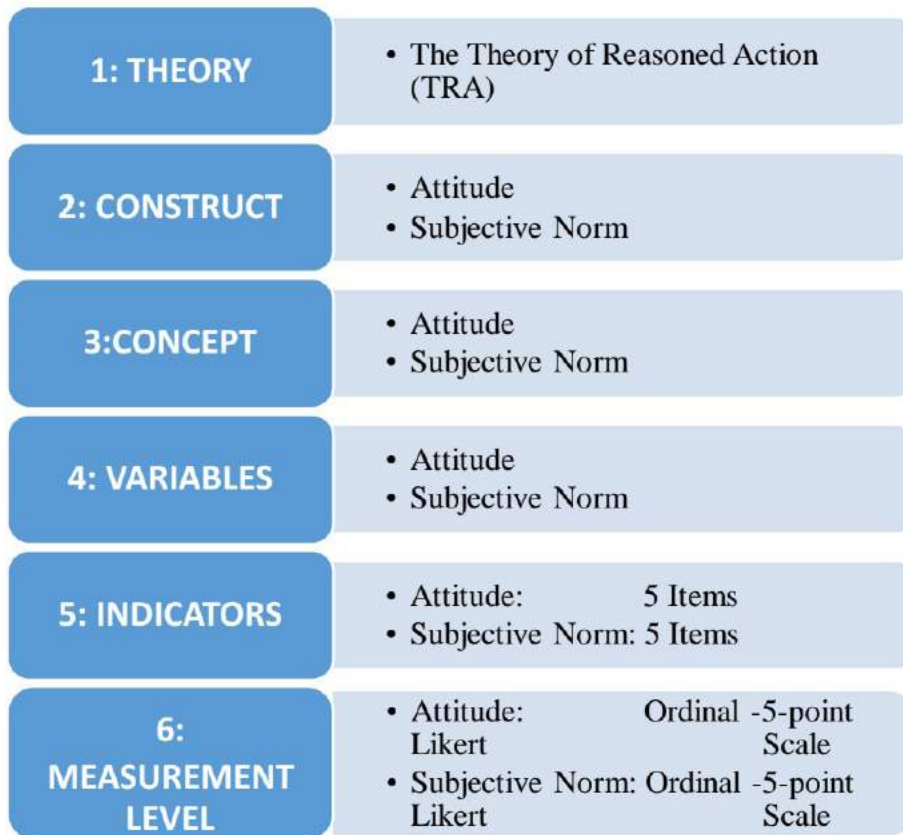 1: THEORY
• The Theory of Reasoned Action
(TRA)
2: CONSTRUCT
• Attitude
• Subjective Norm
3:CONCEPT
• Attitude
• Subjective Norm
4: VARIABLES
• Attitude
• Subjective Norm
5: INDICATORS
• Attitude: 5 Items
• Subjective Norm: 5 Items
6:
MEASUREMENT
LEVEL
• Attitude: Ordinal -5-point
Likert Scale
• Subjective Norm: Ordinal -5-point
Likert Scale